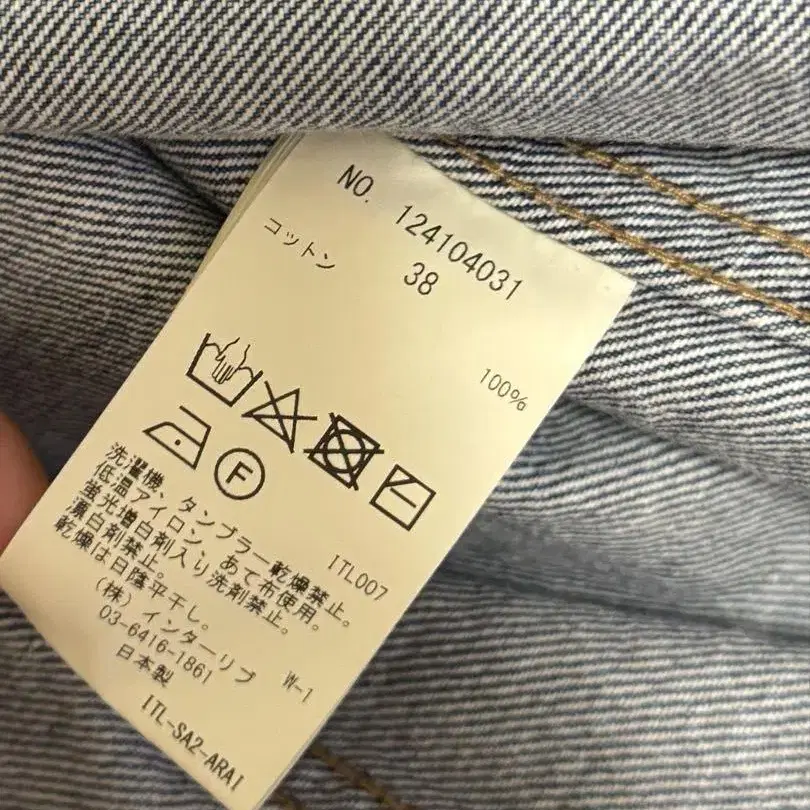 NO. 124104031
38
コットン 100%
F
ITL007
洗濯機、タンブラー乾燥禁止。
低温アイロン、あて布使用。
蛍光増白剤入り洗剤禁止。
漂白剤禁止。
乾燥は日陰平干し。
(株)インターリブ W-1
03-6416-1861
日本製
ITL-SA2-ARAI